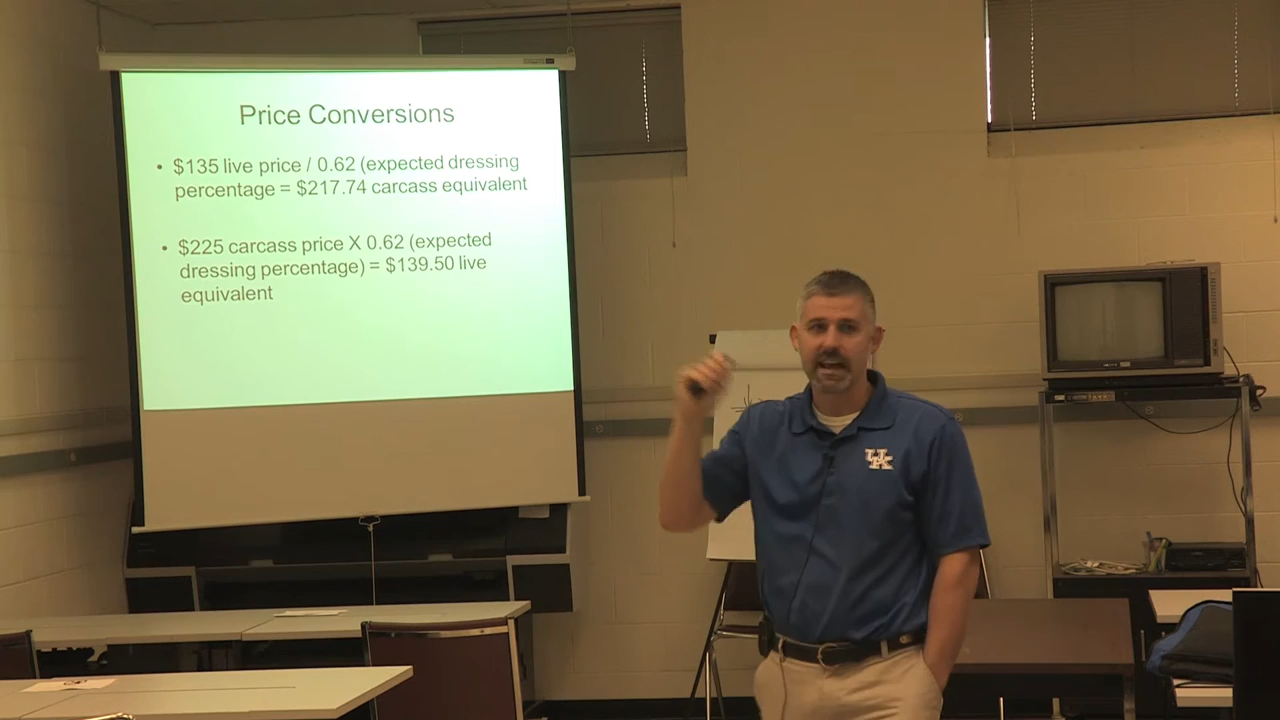 Price Conversions
• $135 live price / 0.62 (expected dressing
percentage = $217.74 carcass equivalent
• $225 carcass price X 0.62 (expected
dressing percentage) = $139.50 live
equivalent
UK